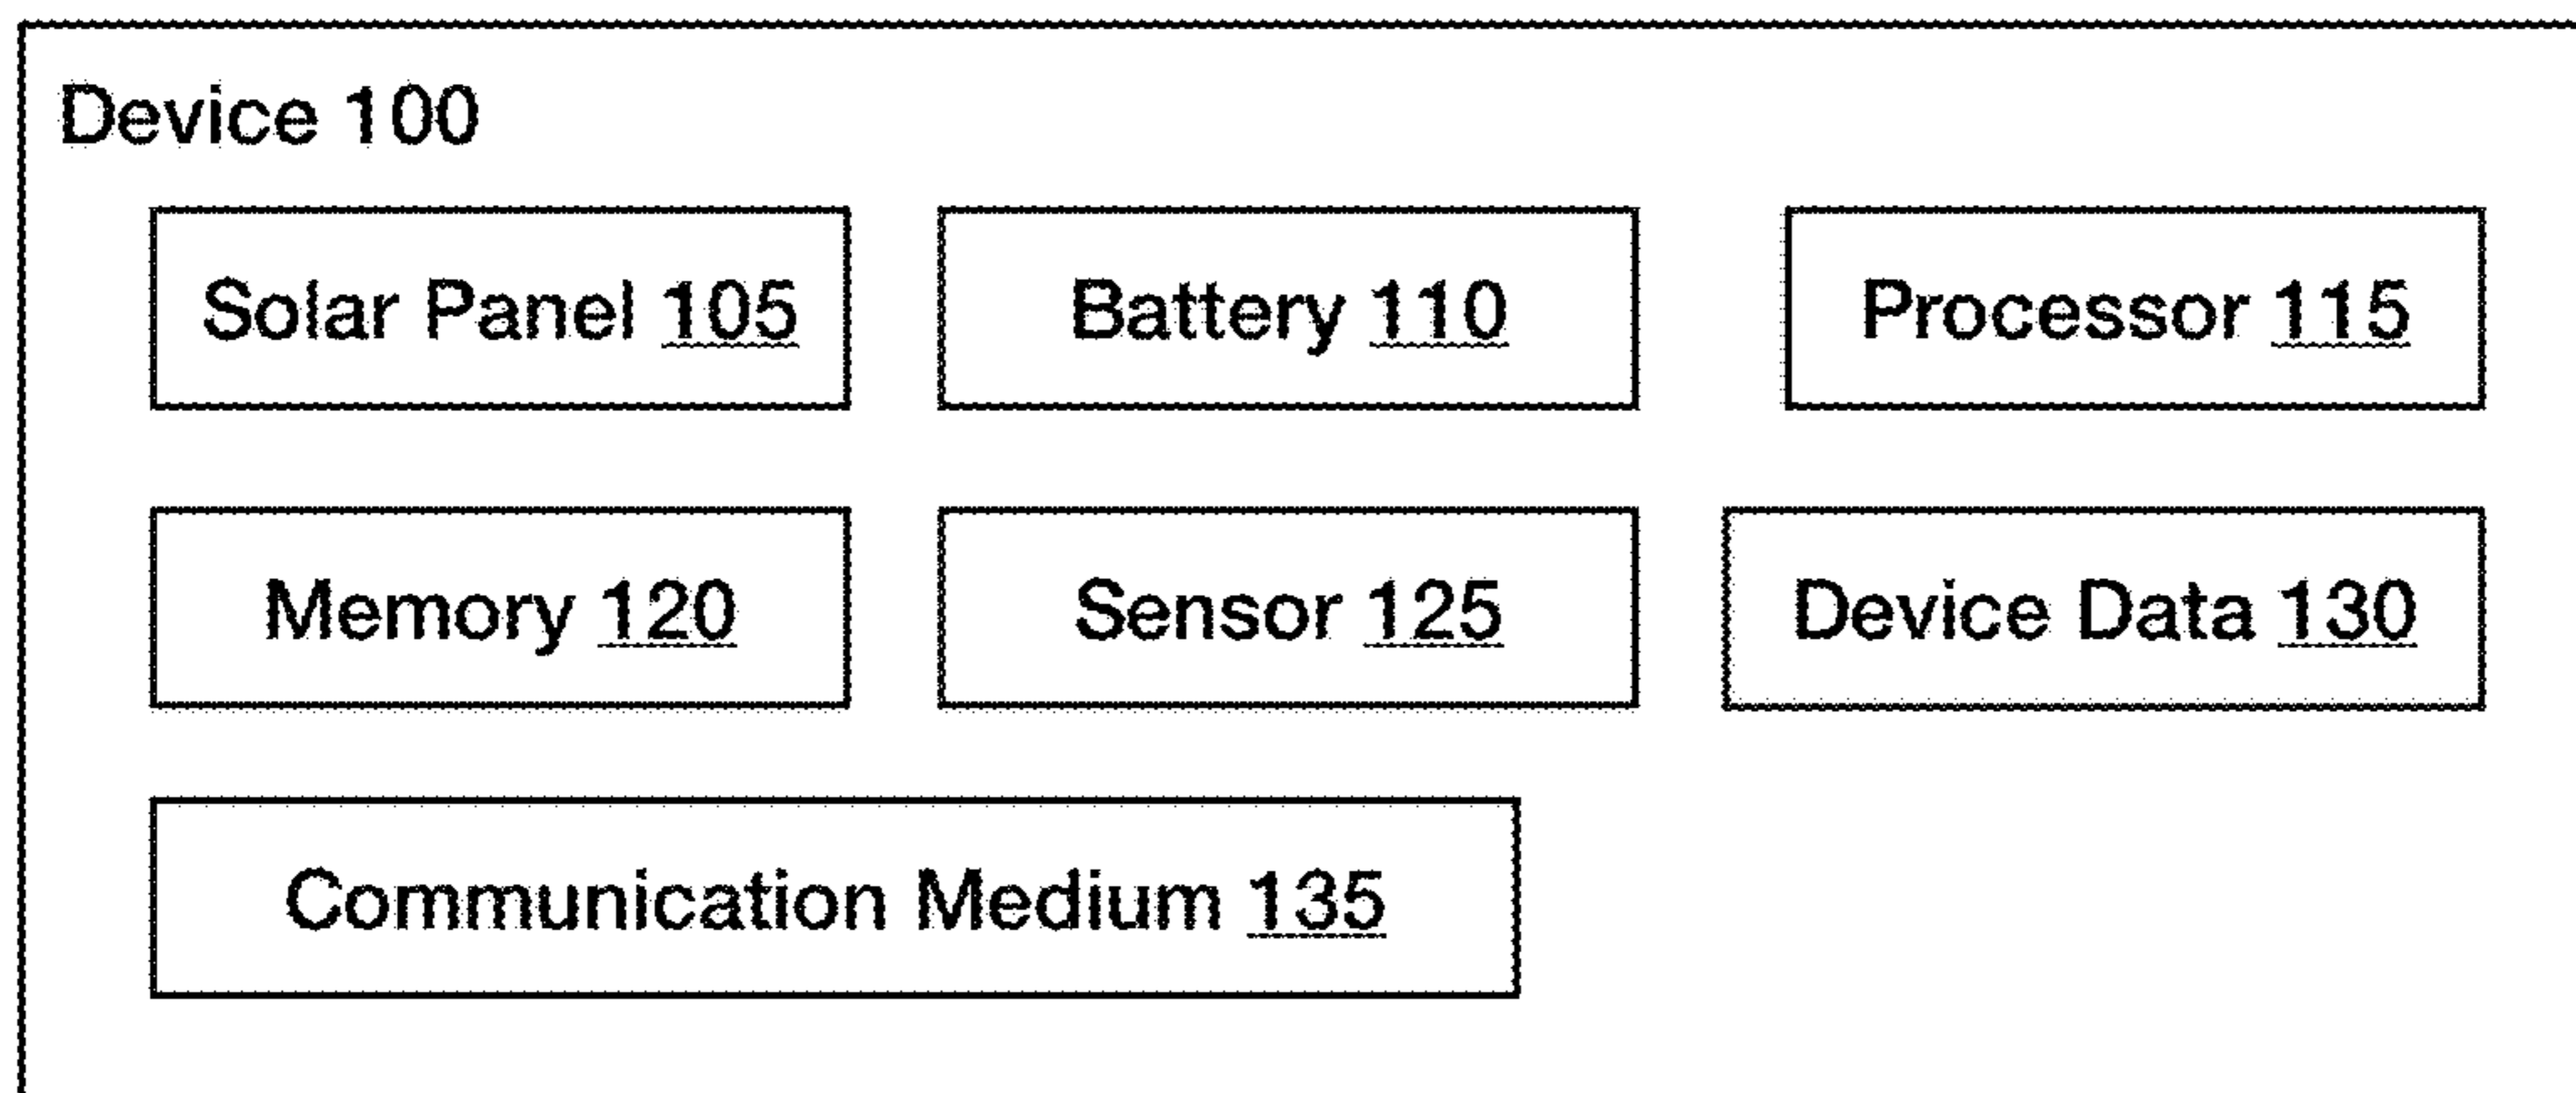 Device 100
Solar Panel 105
Battery 110
Processor 115
Memory 120
Sensor 125
Device Data 130
Communication Medium 135